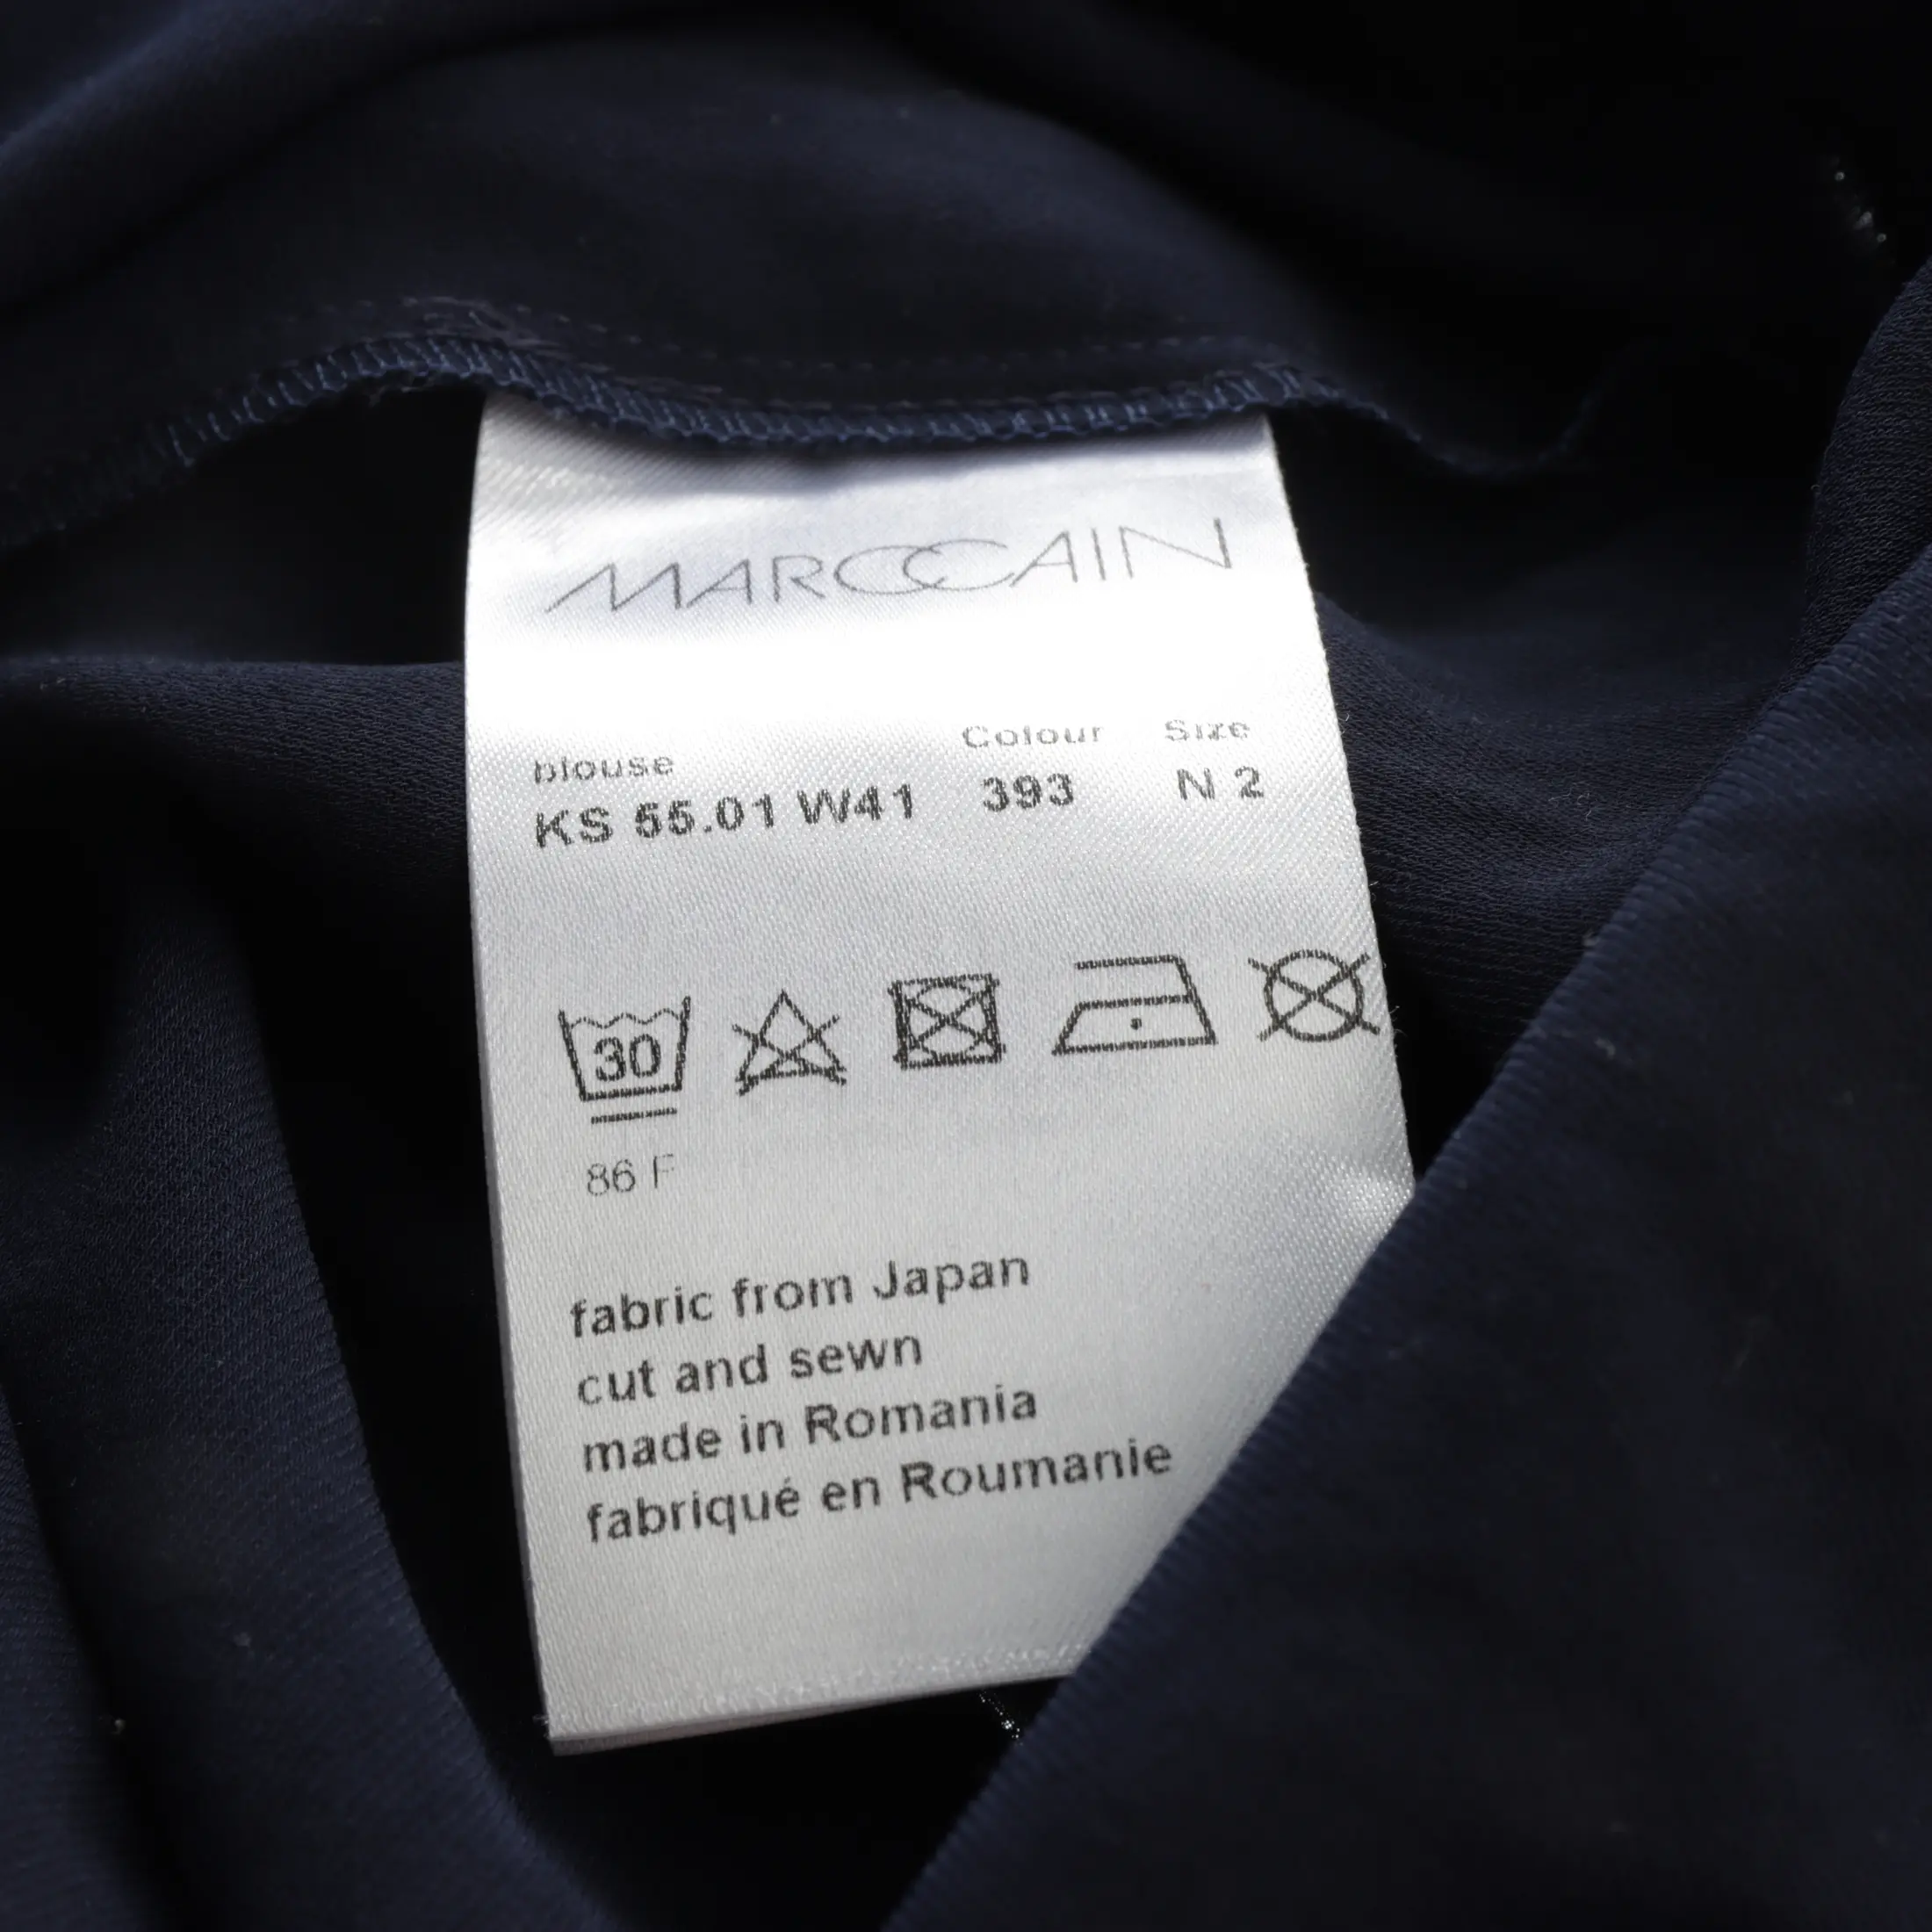 MARCCAIN
Colour Size
blouse
KS 55.01 W41 393 N 2
30
86 F
fabric from Japan
cut and sewn
made in Romania
fabriqué en Roumanie